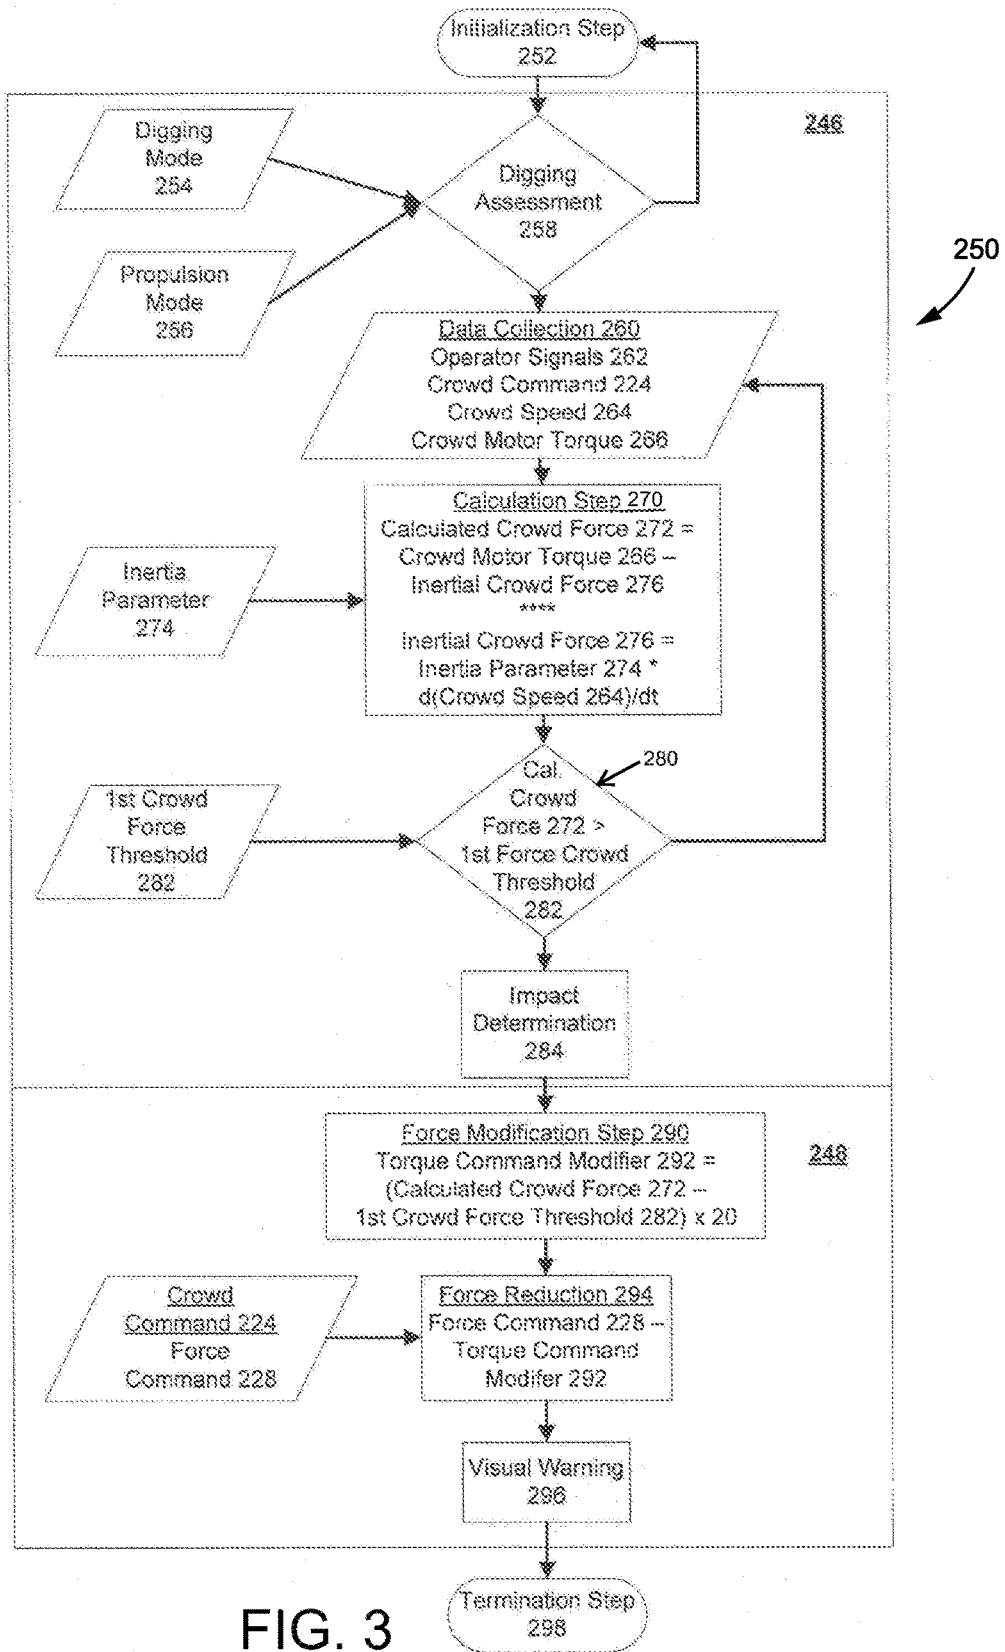 Initialization Step
252
246
Digging
Mode
254
Digging
Assessment
258
250
Propulsion
Mode
256
Data Collection 260
Operator Signals 262
Crowd Command 224
Crowd Speed 264
Crowd Motor Torque 266
Calculation Step 270
Calculated Crowd Force 272 =
Crowd Motor Torque 266 –
Inertial Crowd Force 276
****
Inertial Crowd Force 276 =
Inertia Parameter 274 *
d(Crowd Speed 264)/dt
Inertia
Parameter
274
280
Cal.
Crowd
Force 272 >
1st Force Crowd
Threshold
282
1st Crowd
Force
Threshold
282
Impact
Determination
284
Force Modification Step 290
Torque Command Modifier 292 =
(Calculated Crowd Force 272 –
1st Crowd Force Threshold 282) x 20
248
Crowd
Command 224
Force
Command 228
Force Reduction 294
Force Command 228 –
Torque Command
Modifer 292
Visual Warning
296
Termination Step
298
FIG. 3